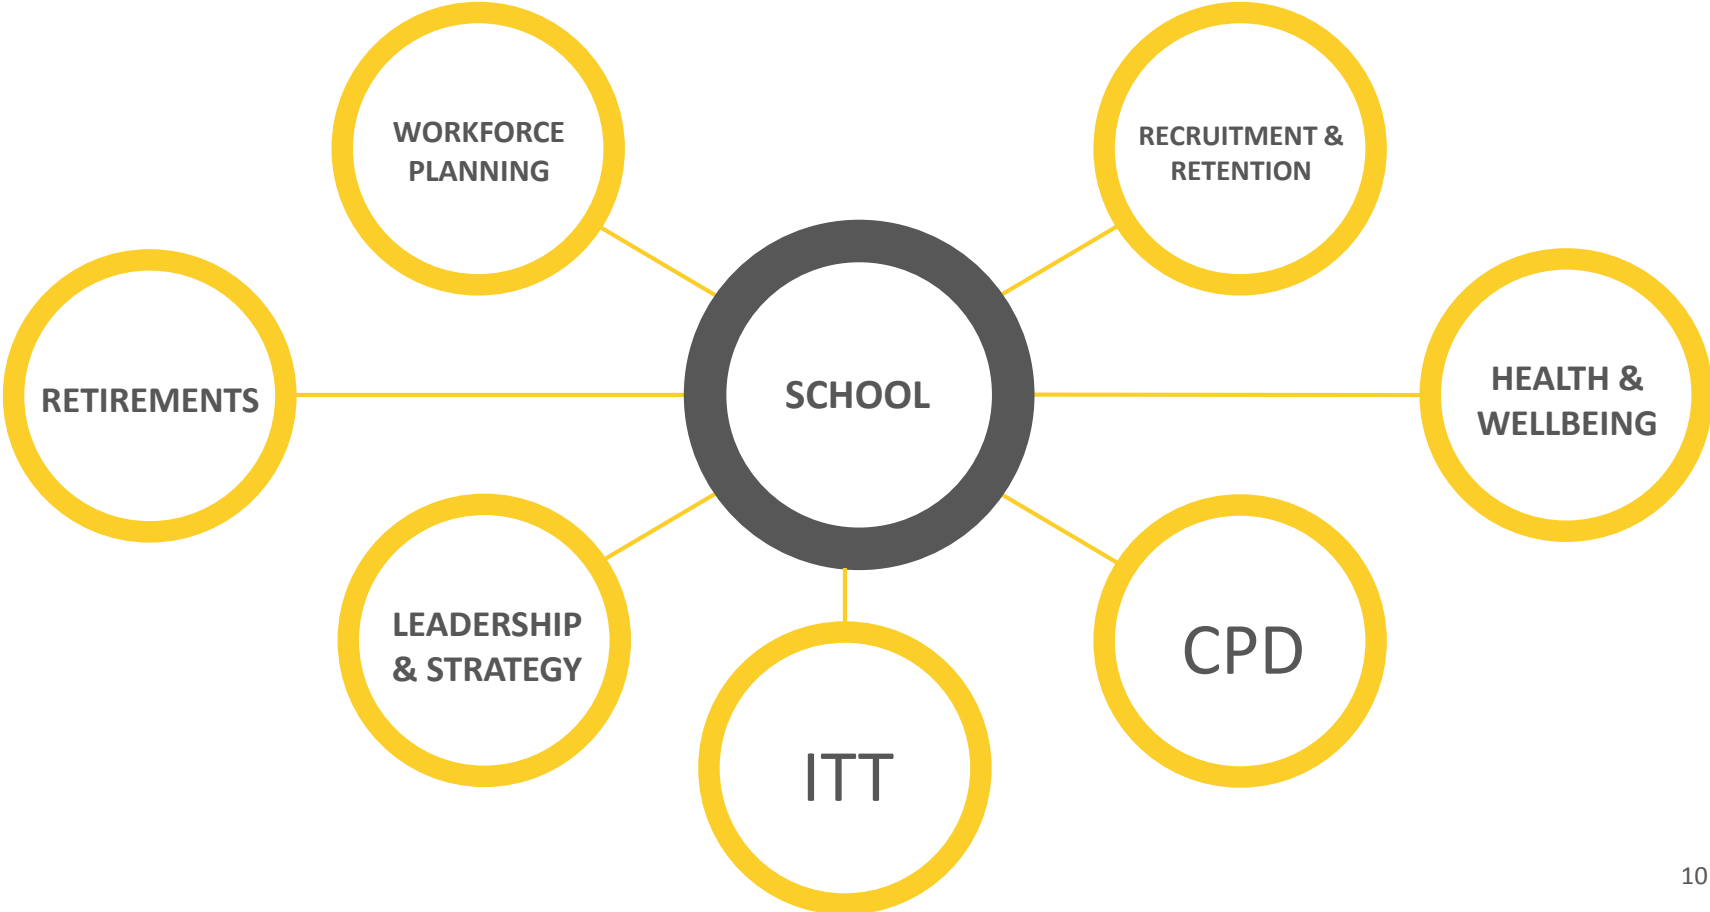 WORKFORCE
PLANNING
RECRUITMENT &
RETENTION
RETIREMENTS
SCHOOL
HEALTH &
WELLBEING
LEADERSHIP
& STRATEGY
CPD
ITT
10